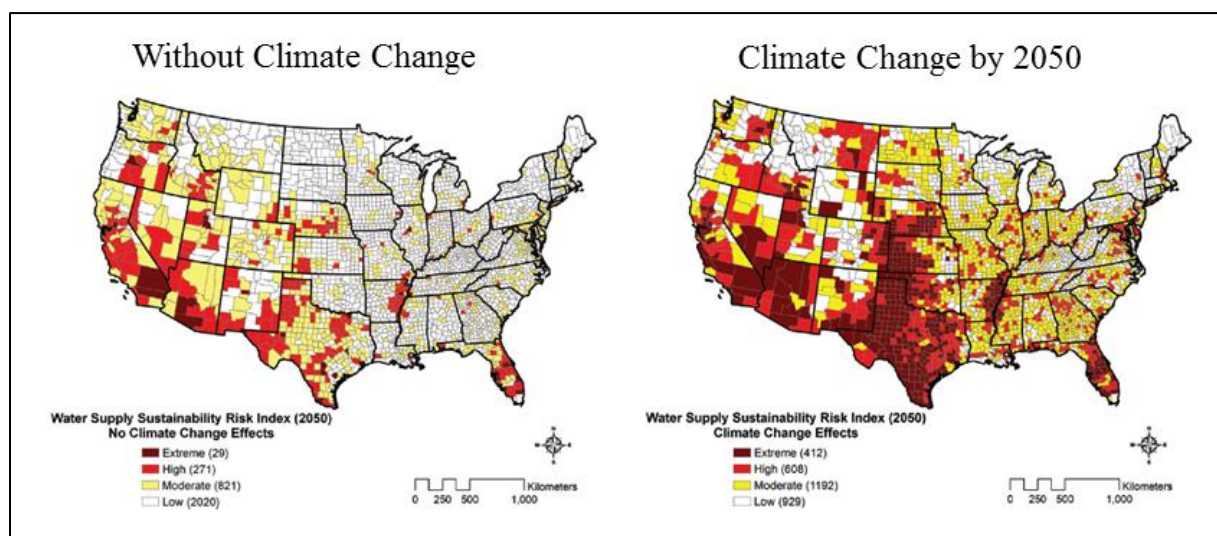 Without Climate Change
Climate Change by 2050
Water Supply Sustainability Risk Index (2050)
No Climate Change Effects
Extreme (29)
High (271)
Moderate (821)
Low (2020)
N
W E
S
Kilometers
0 250 500 1,000
Water Supply Sustainability Risk Index (2050)
Climate Change Effects
Extreme (412)
High (608)
Moderate (1192)
Low (929)
N
W E
S
Kilometers
0 250 500 1,000